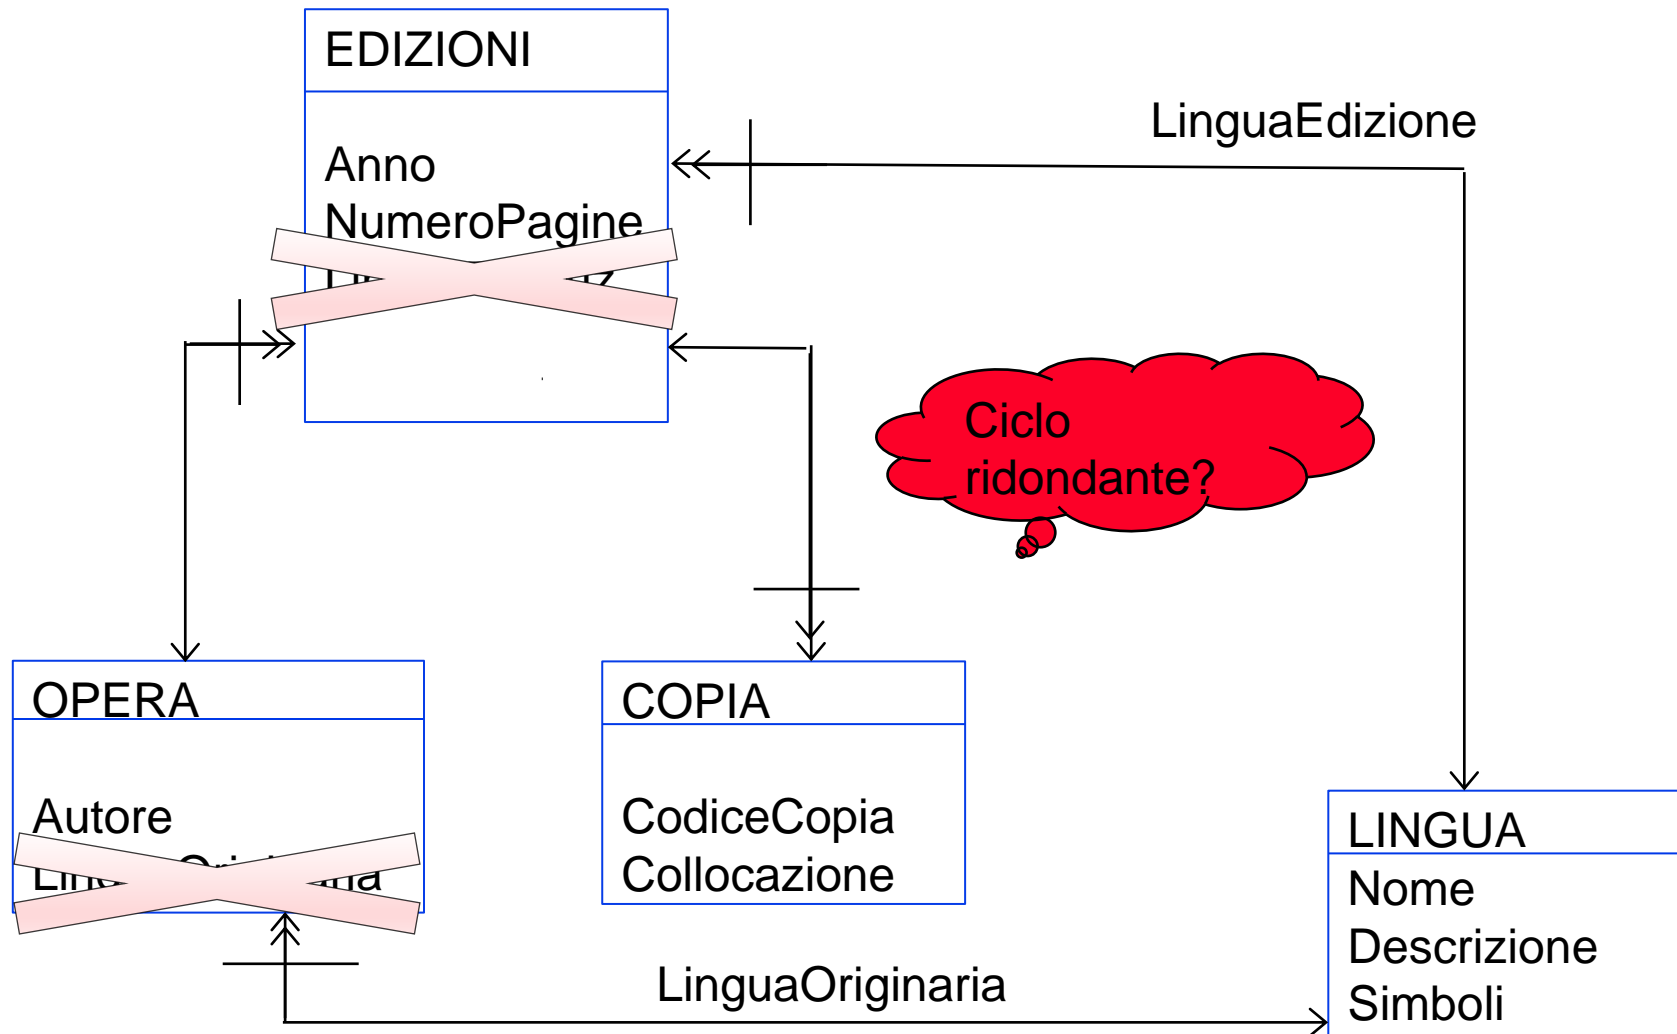 EDIZIONI
Anno
NumeroPagine
LinguaEdizione
Ciclo
ridondante?
OPERA
Autore
COPIA
CodiceCopia
Collocazione
LINGUA
Nome
Descrizione
Simboli
LinguaOriginaria